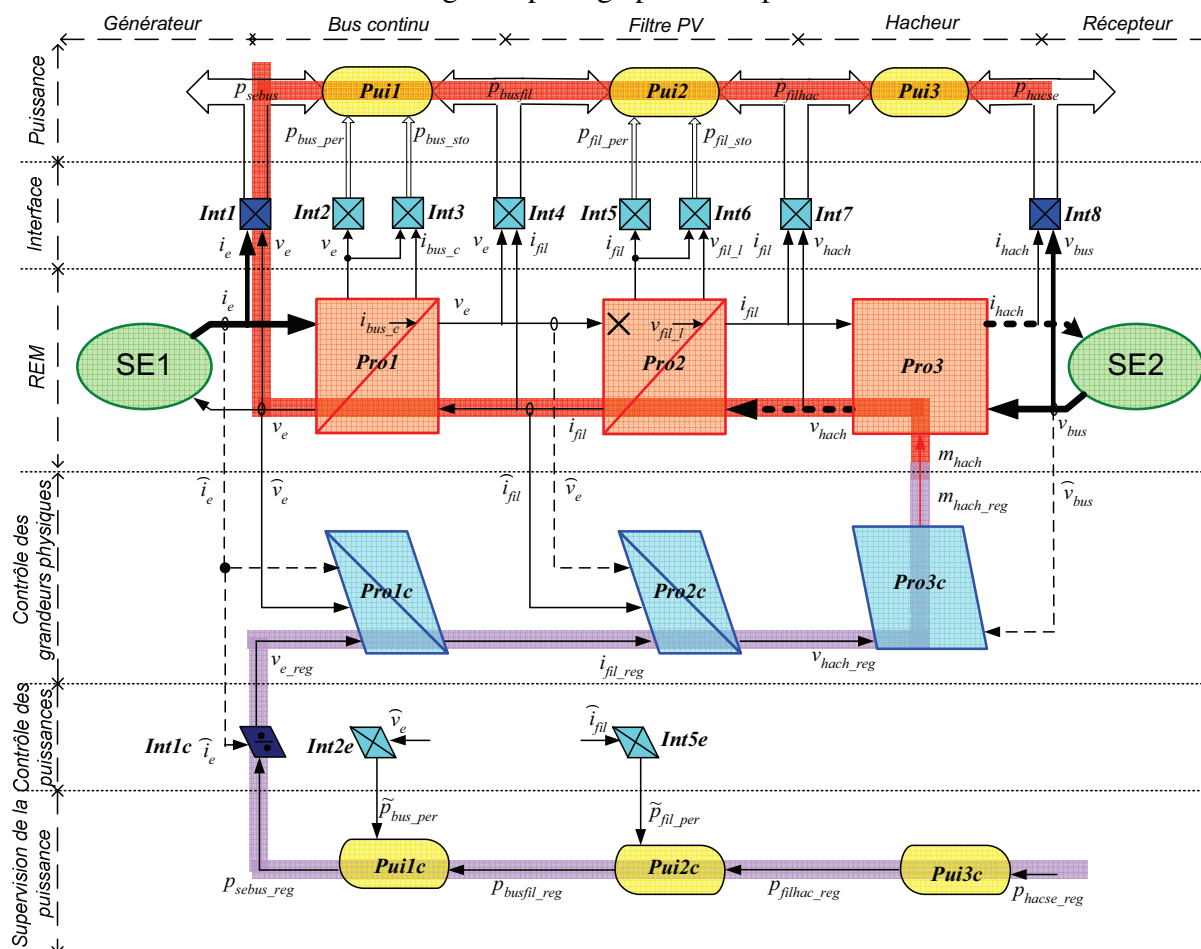 Générateur
Bus continu
Filtre PV
Hacheur
Récepteur
Puissance
p_sebus
Pui1
p_busfil
Pui2
p_filhac
Pui3
p_hacse
p_bus_per
p_bus_sto
p_fil_per
p_fil_sto
Interface
Int1
Int2
Int3
Int4
Int5
Int6
Int7
Int8
i_e
v_e
v_e
i_bus_c
v_e
i_fil
i_fil
v_fil_l
i_fil
v_hach
i_hach
v_bus
REM
SE1
i_e
i_bus_c
Pro1
v_e
v_fil_l
Pro2
i_fil
Pro3
i_hach
SE2
v_e
i_fil
v_hach
v_bus
m_hach
Contrôle des
grandeurs physiques
î_e
v̂_e
î_fil
v̂_e
m_hach_reg
v̂_bus
Pro1c
Pro2c
Pro3c
v_e_reg
i_fil_reg
v_hach_reg
Contrôle des
puissances
Int1c
î_e
÷
Int2e
v̂_e
î_fil
Int5e
Supervision de la
puissance
p̃_bus_per
p̃_fil_per
Pui1c
Pui2c
Pui3c
p_sebus_reg
p_busfil_reg
p_filhac_reg
p_hacse_reg